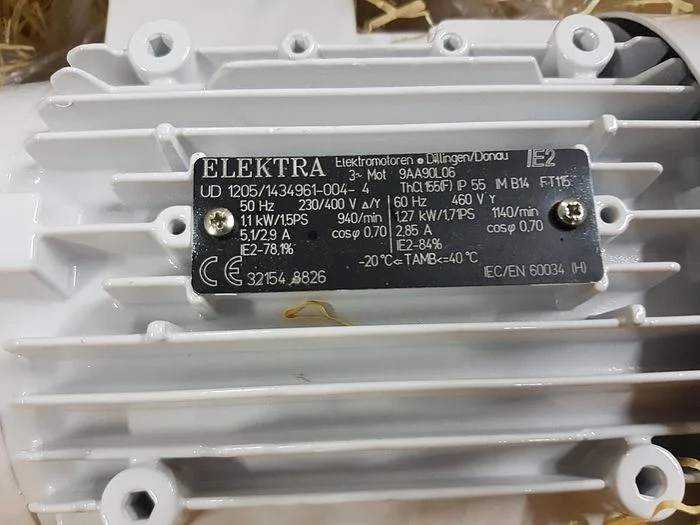 ELEKTRA Elektromotoren • Dillingen/Donau IE2
3~ Mot 9AA90L06
UD 1205/1434961-004- 4 ThCl.155(F) IP 55 IM B14 FT115
50 Hz 230/400 V Δ/Y 60 Hz 460 V Y
1,1 kW/1,5PS 940/min 1,27 kW/1,71PS 1140/min
5,1/2,9 A cosφ 0,70 2,85 A cosφ 0,70
IE2-78,1% IE2-84%
-20°C<=TAMB<=40°C
CE 32154 8826 IEC/EN 60034 (H)